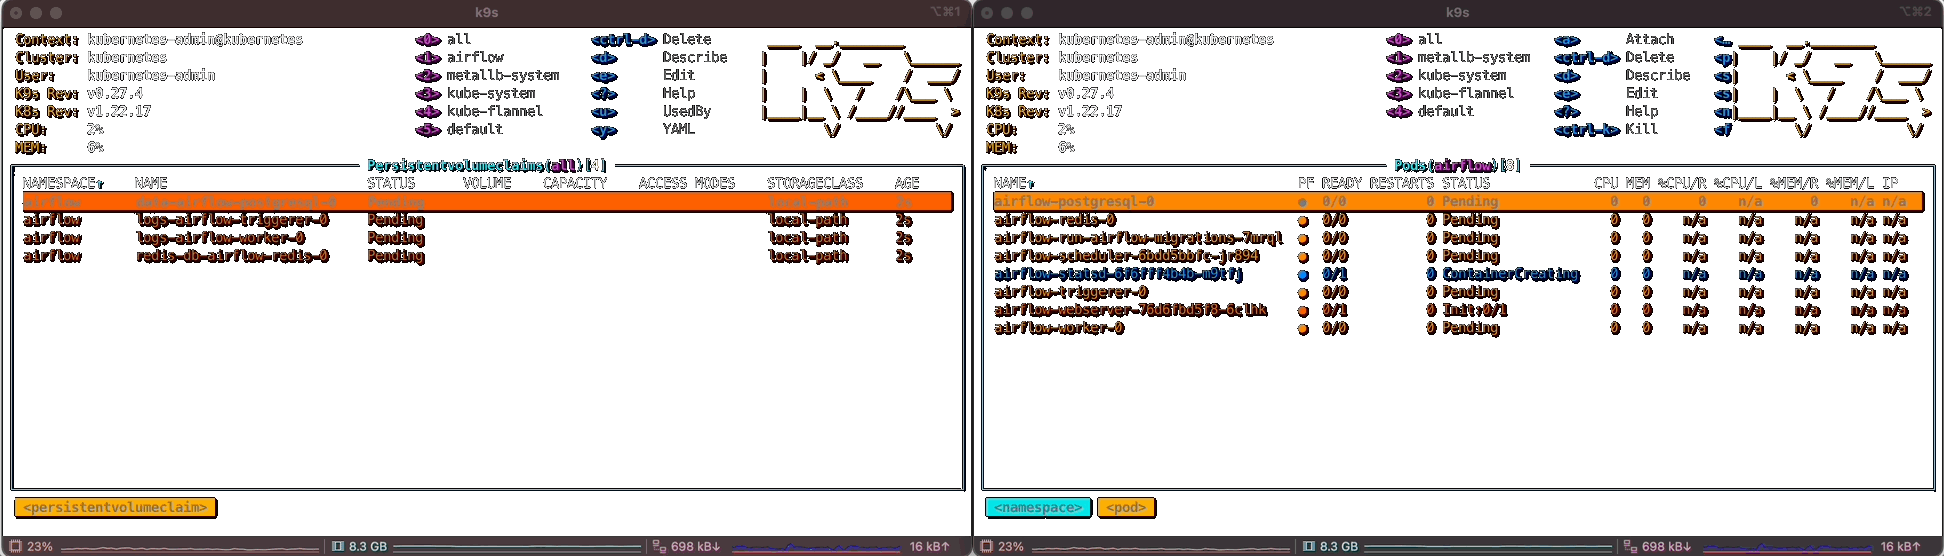 k9s ⌥⌘1
Context: kubernetes-admin@kubernetes <0> all <ctrl-d> Delete
Cluster: kubernetes <1> airflow <d> Describe
User: kubernetes-admin <2> metallb-system <e> Edit
K9s Rev: v0.27.4 <3> kube-system <?> Help
K8s Rev: v1.22.17 <4> kube-flannel <u> UsedBy
CPU: 2% <5> default <y> YAML
MEM: 6%
Persistentvolumeclaims(all)[4]
NAMESPACE↑ NAME STATUS VOLUME CAPACITY ACCESS MODES STORAGECLASS AGE
airflow data-airflow-postgresql-0 Pending local-path 2s
airflow logs-airflow-triggerer-0 Pending local-path 2s
airflow logs-airflow-worker-0 Pending local-path 2s
airflow redis-db-airflow-redis-0 Pending local-path 2s
<persistentvolumeclaim>
23% 8.3 GB 698 kB↓ 16 kB↑
k9s ⌥⌘2
Context: kubernetes-admin@kubernetes <0> all <a> Attach
Cluster: kubernetes <1> metallb-system <ctrl-d> Delete <p
User: kubernetes-admin <2> kube-system <d> Describe <s
K9s Rev: v0.27.4 <3> kube-flannel <e> Edit <s
K8s Rev: v1.22.17 <4> default <?> Help <n
CPU: 2% <ctrl-k> Kill <f
MEM: 6%
Pods(airflow)[8]
NAME↑ PF READY RESTARTS STATUS CPU MEM %CPU/R %CPU/L %MEM/R %MEM/L IP
airflow-postgresql-0 ● 0/0 0 Pending 0 0 0 n/a 0 n/a n/a
airflow-redis-0 ● 0/0 0 Pending 0 0 n/a n/a n/a n/a n/a
airflow-run-airflow-migrations-7mrql ● 0/0 0 Pending 0 0 n/a n/a n/a n/a n/a
airflow-scheduler-6bdd5bbfc-jr894 ● 0/0 0 Pending 0 0 n/a n/a n/a n/a n/a
airflow-statsd-6f6fff4b4b-m9tfj ● 0/1 0 ContainerCreating 0 0 n/a n/a n/a n/a n/a
airflow-triggerer-0 ● 0/0 0 Pending 0 0 n/a n/a n/a n/a n/a
airflow-webserver-76d6fbd5f8-6clhk ● 0/1 0 Init:0/1 0 0 n/a n/a n/a n/a n/a
airflow-worker-0 ● 0/0 0 Pending 0 0 n/a n/a n/a n/a n/a
<namespace> <pod>
23% 8.3 GB 698 kB↓ 16 kB↑